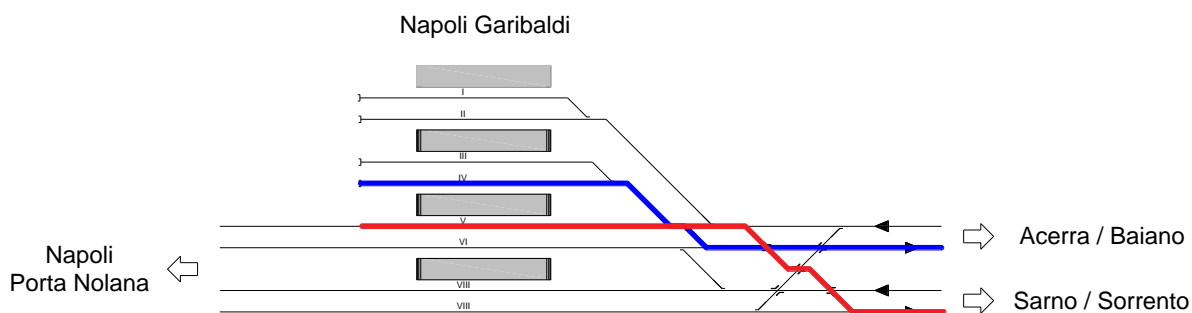 Napoli Garibaldi
I
II
III
IV
V
VI
VIII
VIII
Napoli
Porta Nolana
Acerra / Baiano
Sarno / Sorrento